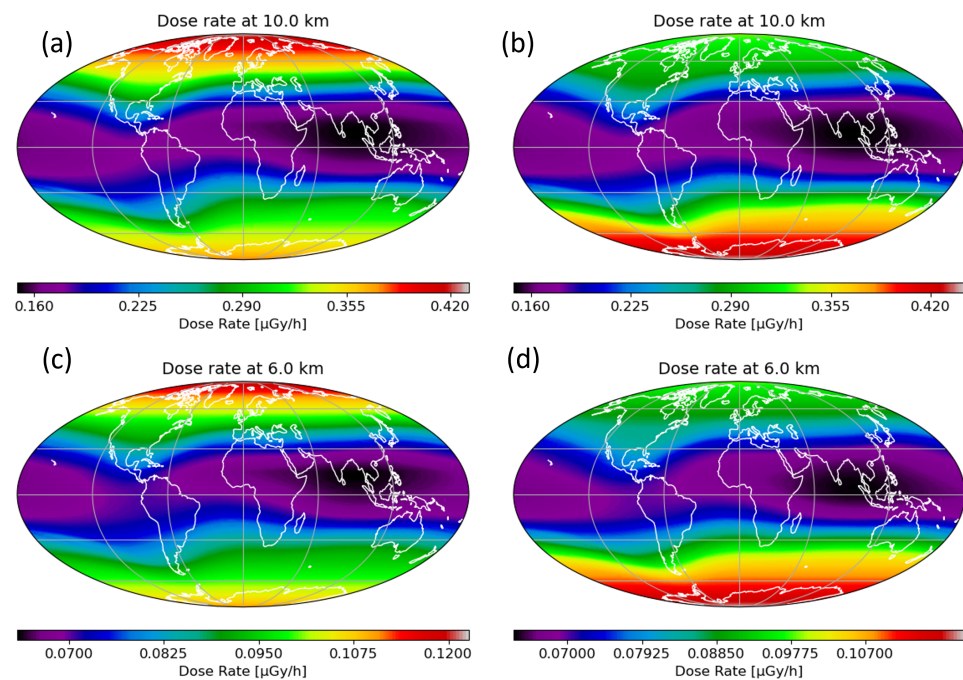 (a)
Dose rate at 10.0 km
0.160 0.225 0.290 0.355 0.420
Dose Rate [µGy/h]
(b)
Dose rate at 10.0 km
0.160 0.225 0.290 0.355 0.420
Dose Rate [µGy/h]
(c)
Dose rate at 6.0 km
0.0700 0.0825 0.0950 0.1075 0.1200
Dose Rate [µGy/h]
(d)
Dose rate at 6.0 km
0.07000 0.07925 0.08850 0.09775 0.10700
Dose Rate [µGy/h]